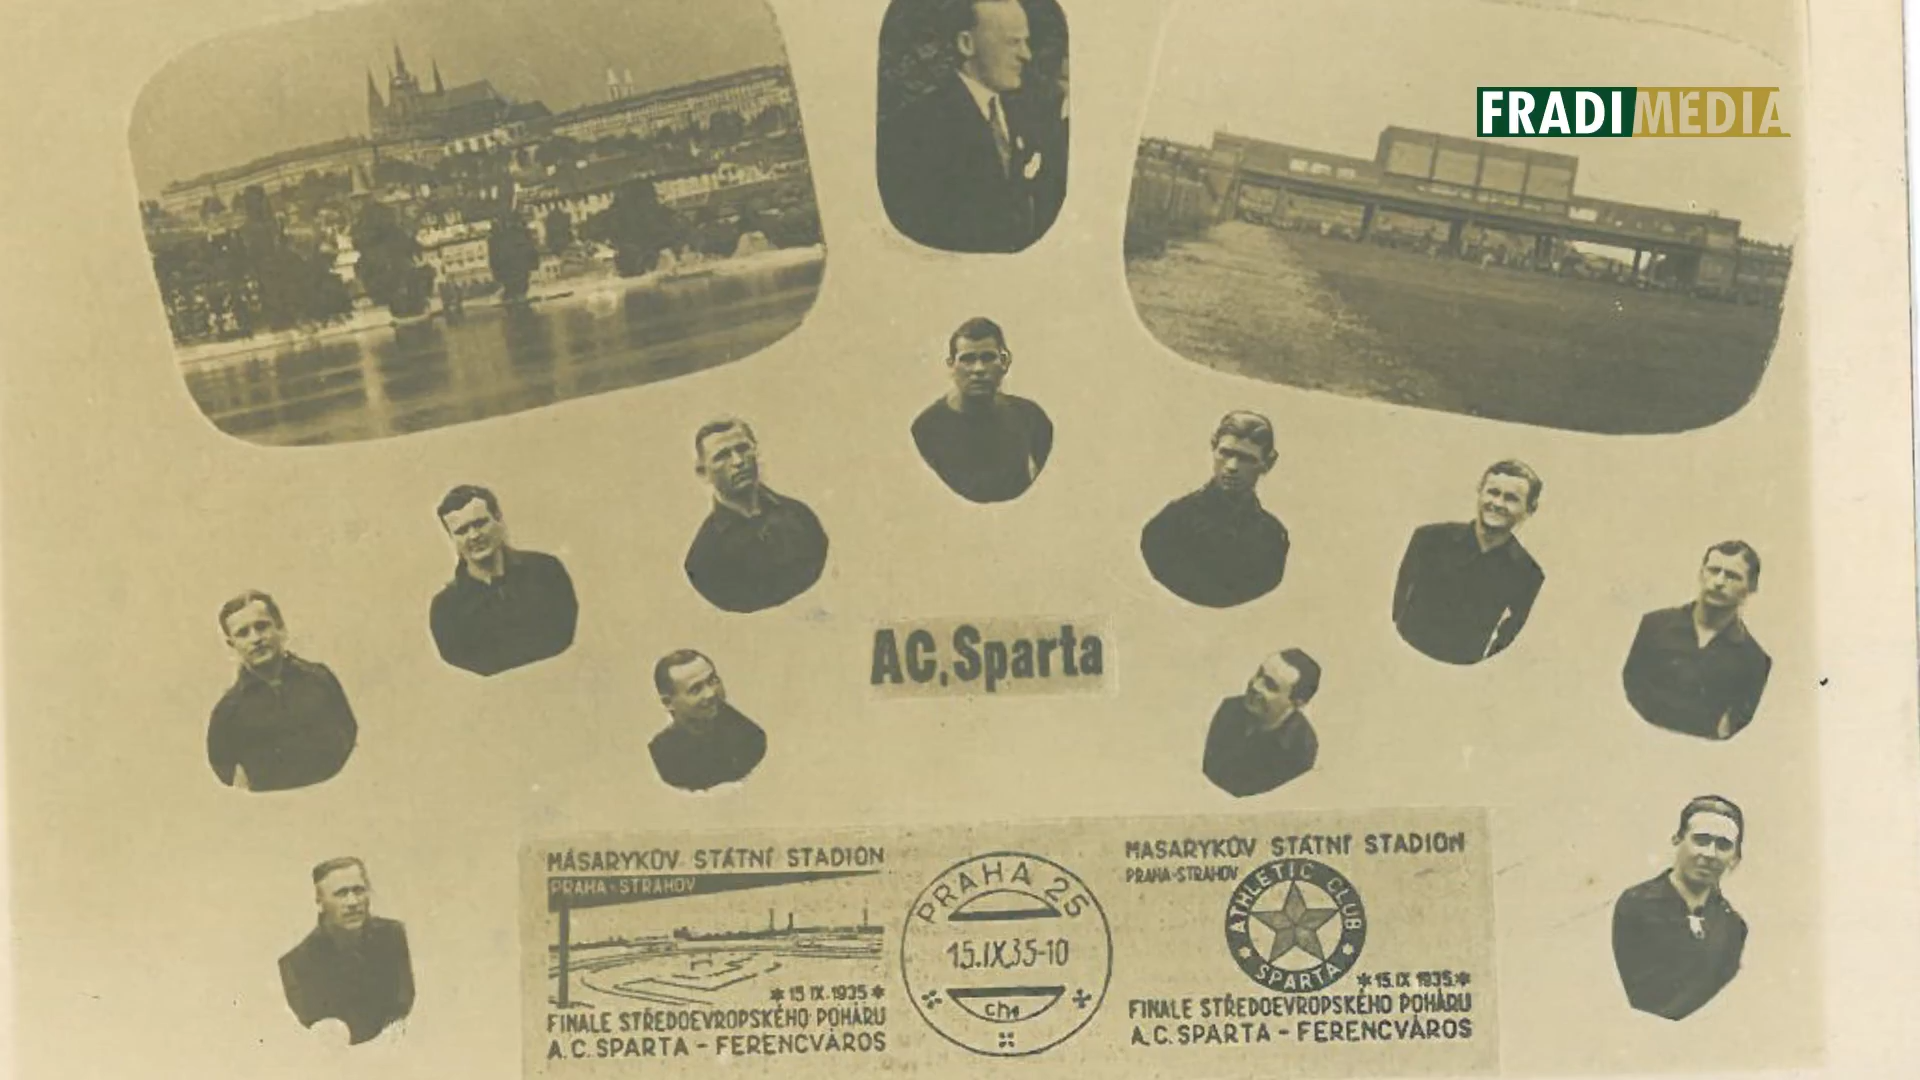 FRADIMÉDIA
AC. Sparta
MASARYKŮV STÁTNÍ STADION
PRAHA-STRAHOV
* 15 IX. 1935 *
FINALE STŘEDOEVROPSKÉHO POHÁRU
A.C. SPARTA - FERENCVÁROS
PRAHA 25
15.IX.35-10
MASARYKŮV STÁTNÍ STADION
PRAHA-STRAHOV
ATHLETIC CLUB
* SPARTA *
* 15. IX 1935. *
FINALE STŘEDOEVROPSKÉHO POHÁRU
A.C. SPARTA - FERENCVÁROS